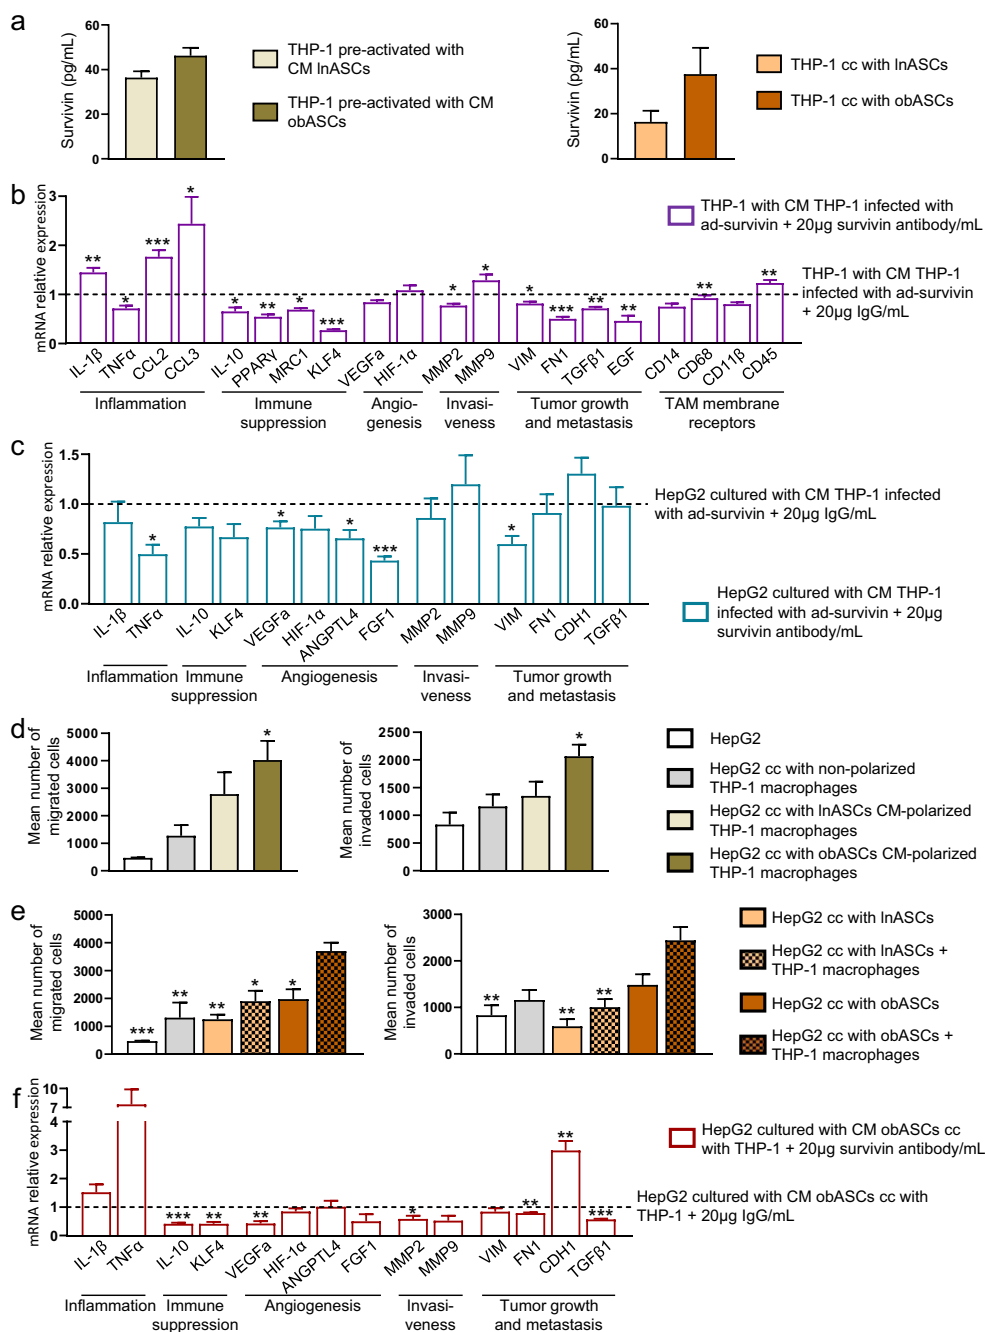 a
Survin (pg/mL)
60
40
20
0
THP-1 pre-activated with
CM lnASCs
THP-1 pre-activated with CM
obASCs
Survin (pg/mL)
60
40
20
0
THP-1 cc with lnASCs
THP-1 cc with obASCs
b
mRNA relative expression
3
2
1
0
** * *** * * ** * *** * * * *** ** * ** **
IL-1β TNFα CCL2 CCL3 IL-10 PPARγ MRC1 KLF4 VEGFa HIF-1α MMP2 MMP9 VIM FN1 TGFβ1 EGF CD14 CD68 CD11β CD45
Inflammation
Immune
suppression
Angio-
genesis
Invasi-
veness
Tumor growth
and metastasis
TAM membrane
receptors
THP-1 with CM THP-1 infected with
ad-survivin + 20µg survivin antibody/mL
THP-1 with CM THP-1
infected with ad-survivin
+ 20µg IgG/mL
c
mRNA relative expression
1.5
1.0
0.5
0.0
* * * *** *
IL-1β TNFα IL-10 KLF4 VEGFa HIF-1α ANGPTL4 FGF1 MMP2 MMP9 VIM FN1 CDH1 TGFβ1
Inflammation
Immune
suppression
Angiogenesis
Invasi-
veness
Tumor growth
and metastasis
HepG2 cultured with CM THP-1 infected
with ad-survivin + 20µg IgG/mL
HepG2 cultured with CM THP-1
infected with ad-survivin + 20µg
survivin antibody/mL
d
Mean number of
migrated cells
5000
4000
3000
2000
1000
0
*
Mean number of
invaded cells
2500
2000
1500
1000
500
0
*
HepG2
HepG2 cc with non-polarized
THP-1 macrophages
HepG2 cc with lnASCs CM-polarized
THP-1 macrophages
HepG2 cc with obASCs CM-polarized
THP-1 macrophages
e
Mean number of
migrated cells
5000
4000
3000
2000
1000
0
*** ** ** * *
Mean number of
invaded cells
3000
2000
1000
0
** ** **
HepG2 cc with lnASCs
HepG2 cc with lnASCs +
THP-1 macrophages
HepG2 cc with obASCs
HepG2 cc with obASCs +
THP-1 macrophages
f
mRNA relative expression
10
7
4
3
2
1
0
*** ** ** * ** ** ***
IL-1β TNFα IL-10 KLF4 VEGFa HIF-1α ANGPTL4 FGF1 MMP2 MMP9 VIM FN1 CDH1 TGFβ1
Inflammation
Immune
suppression
Angiogenesis
Invasi-
veness
Tumor growth
and metastasis
HepG2 cultured with CM obASCs cc
with THP-1 + 20µg survivin antibody/mL
HepG2 cultured with CM obASCs cc with
THP-1 + 20µg IgG/mL